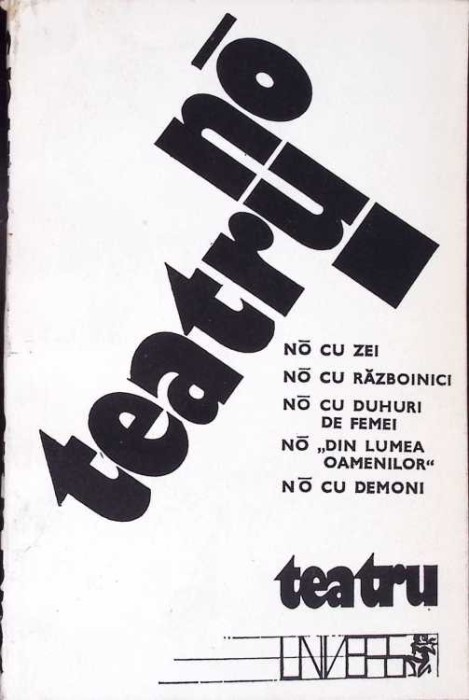 teatru nō
NŌ CU ZEI
NŌ CU RĂZBOINICI
NŌ CU DUHURI
DE FEMEI
NŌ „DIN LUMEA
OAMENILOR“
NŌ CU DEMONI
teatru
UNIVERS